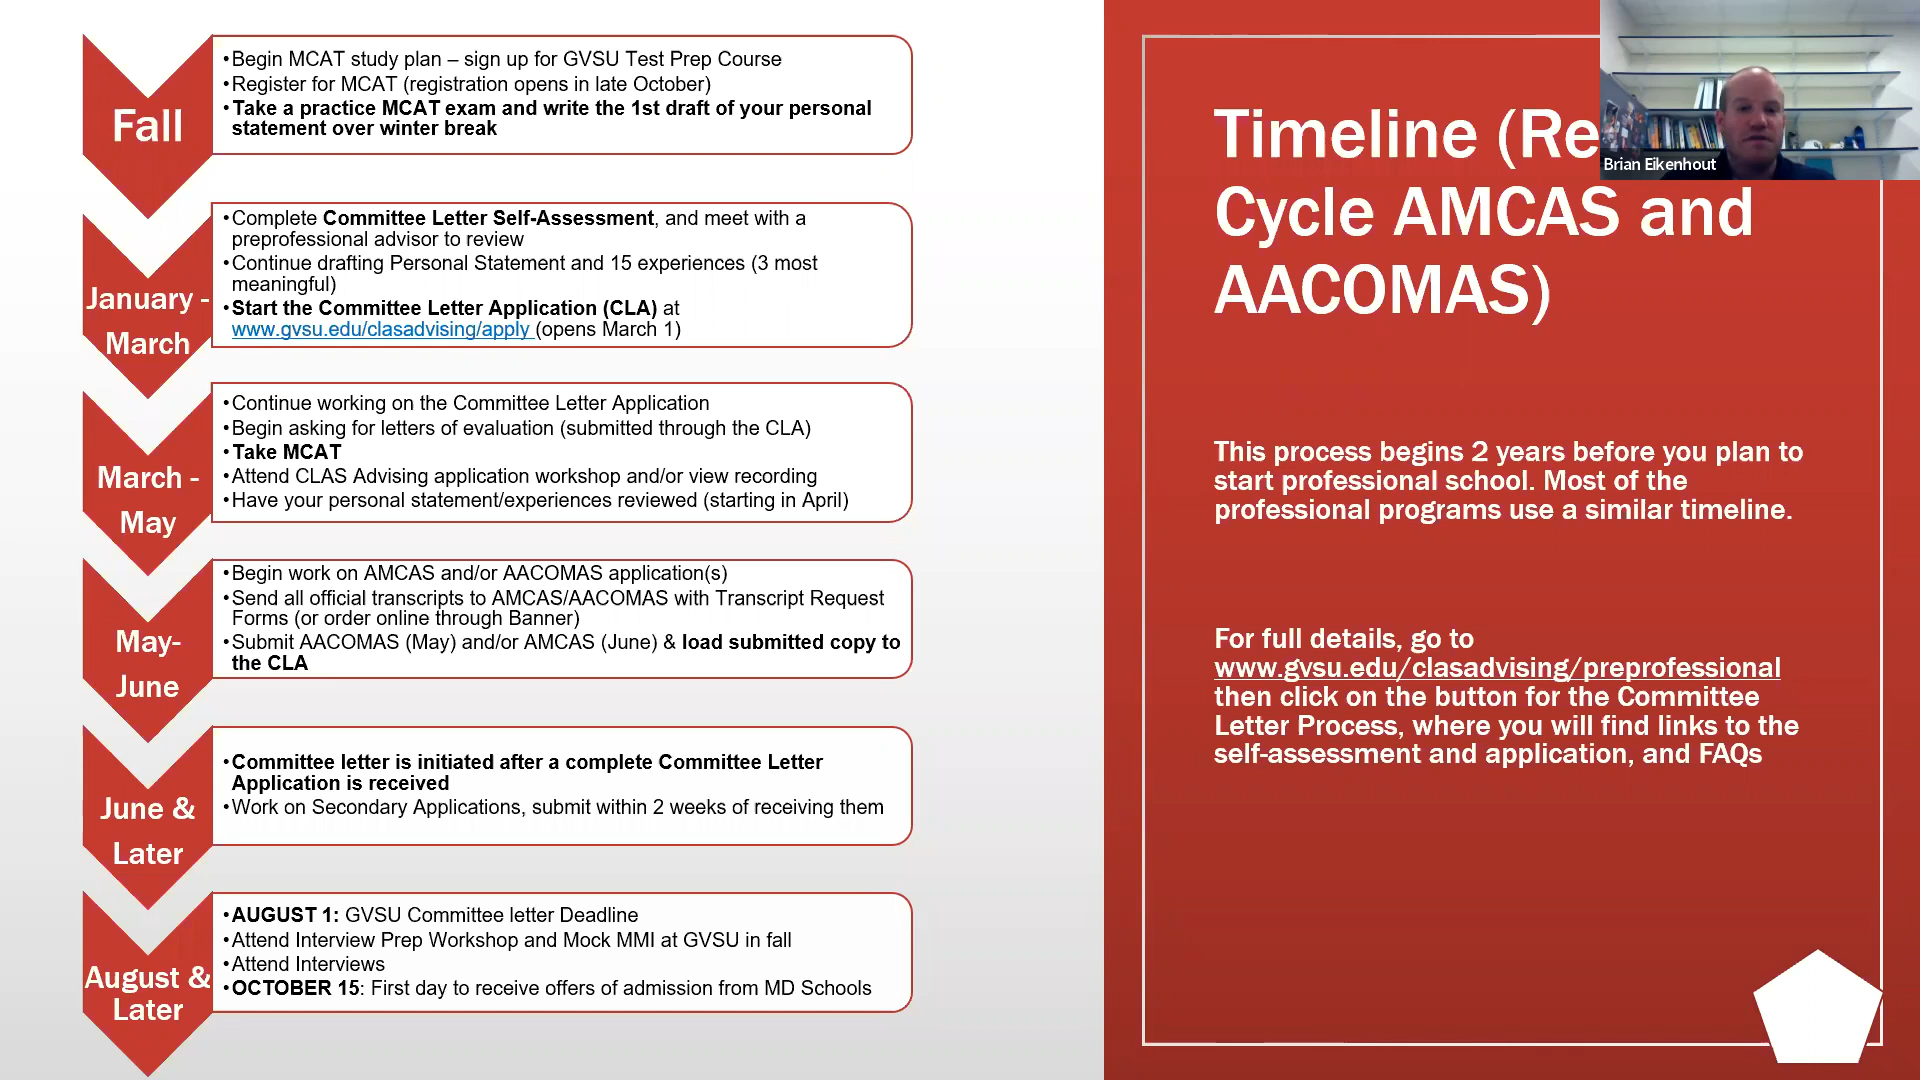 Fall
•Begin MCAT study plan – sign up for GVSU Test Prep Course
•Register for MCAT (registration opens in late October)
•Take a practice MCAT exam and write the 1st draft of your personal
statement over winter break
January -
March
•Complete Committee Letter Self-Assessment, and meet with a
preprofessional advisor to review
•Continue drafting Personal Statement and 15 experiences (3 most
meaningful)
•Start the Committee Letter Application (CLA) at
www.gvsu.edu/clasadvising/apply (opens March 1)
March -
May
•Continue working on the Committee Letter Application
•Begin asking for letters of evaluation (submitted through the CLA)
•Take MCAT
•Attend CLAS Advising application workshop and/or view recording
•Have your personal statement/experiences reviewed (starting in April)
May-
June
•Begin work on AMCAS and/or AACOMAS application(s)
•Send all official transcripts to AMCAS/AACOMAS with Transcript Request
Forms (or order online through Banner)
•Submit AACOMAS (May) and/or AMCAS (June) & load submitted copy to
the CLA
June &
Later
•Committee letter is initiated after a complete Committee Letter
Application is received
•Work on Secondary Applications, submit within 2 weeks of receiving them
August &
Later
•AUGUST 1: GVSU Committee letter Deadline
•Attend Interview Prep Workshop and Mock MMI at GVSU in fall
•Attend Interviews
•OCTOBER 15: First day to receive offers of admission from MD Schools
Timeline (Re
Cycle AMCAS and
AACOMAS)
This process begins 2 years before you plan to
start professional school. Most of the
professional programs use a similar timeline.
For full details, go to
www.gvsu.edu/clasadvising/preprofessional
then click on the button for the Committee
Letter Process, where you will find links to the
self-assessment and application, and FAQs
Brian Eikenhout